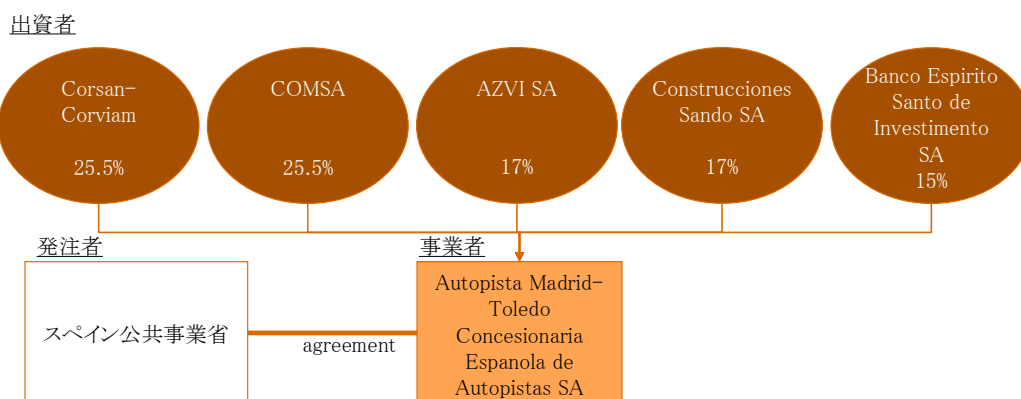 出資者
Corsan-
Corviam
25.5%
COMSA
25.5%
AZVI SA
17%
Construcciones
Sando SA
17%
Banco Espirito
Santo de
Investimento
SA
15%
発注者
スペイン公共事業省
agreement
事業者
Autopista Madrid-
Toledo
Concesionaria
Espanola de
Autopistas SA